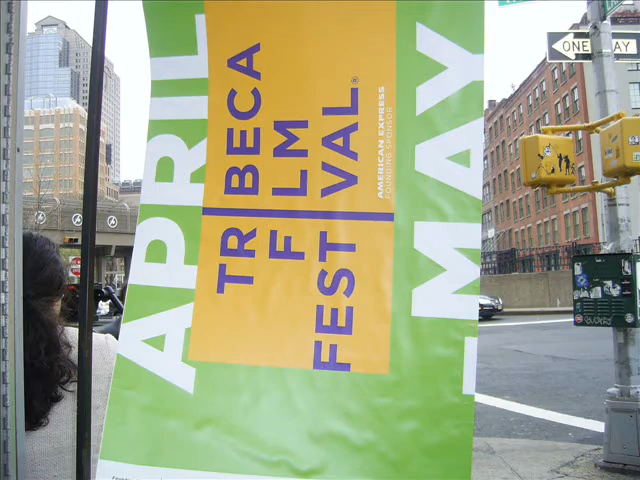 APRIL
TRIBECA
FILM
FESTIVAL®
AMERICAN EXPRESS
FOUNDING SPONSOR
MAY
ONE WAY